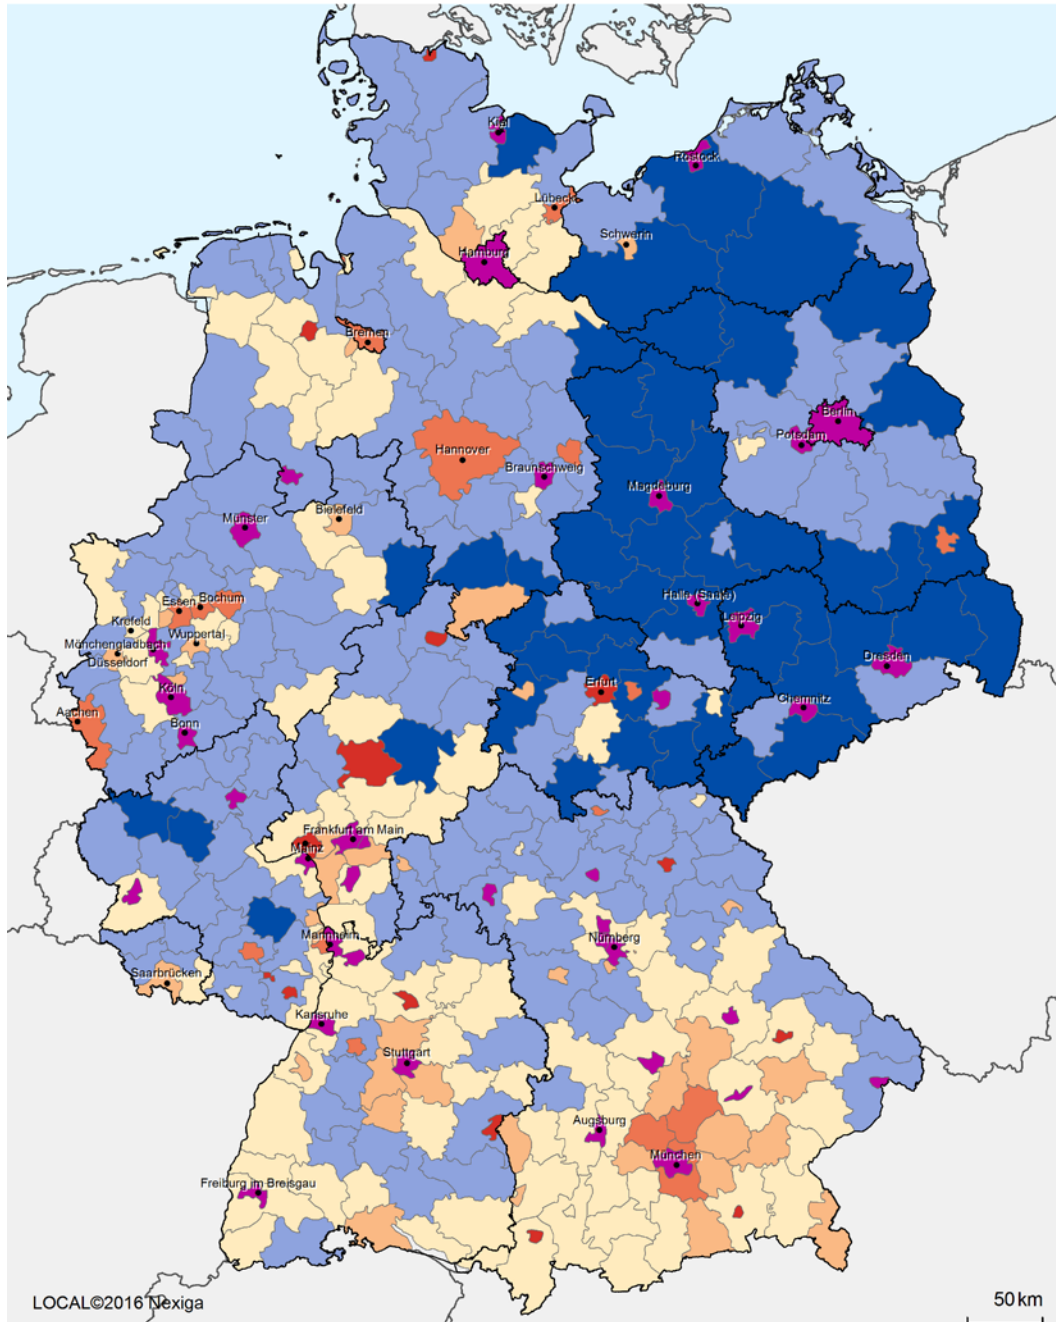 Kiel
Rostock
Lübeck
Schwerin
Hamburg
Bremen
Berlin
Potsdam
Hannover
Braunschweig
Magdeburg
Bielefeld
Münster
Halle (Saale)
Essen
Bochum
Leipzig
Krefeld
Wuppertal
Mönchengladbach
Düsseldorf
Dresden
Köln
Erfurt
Chemnitz
Aachen
Bonn
Frankfurt am Main
Mainz
Mannheim
Nürnberg
Saarbrücken
Karlsruhe
Stuttgart
Augsburg
München
Freiburg im Breisgau
LOCAL©2016 Nexiga
50 km